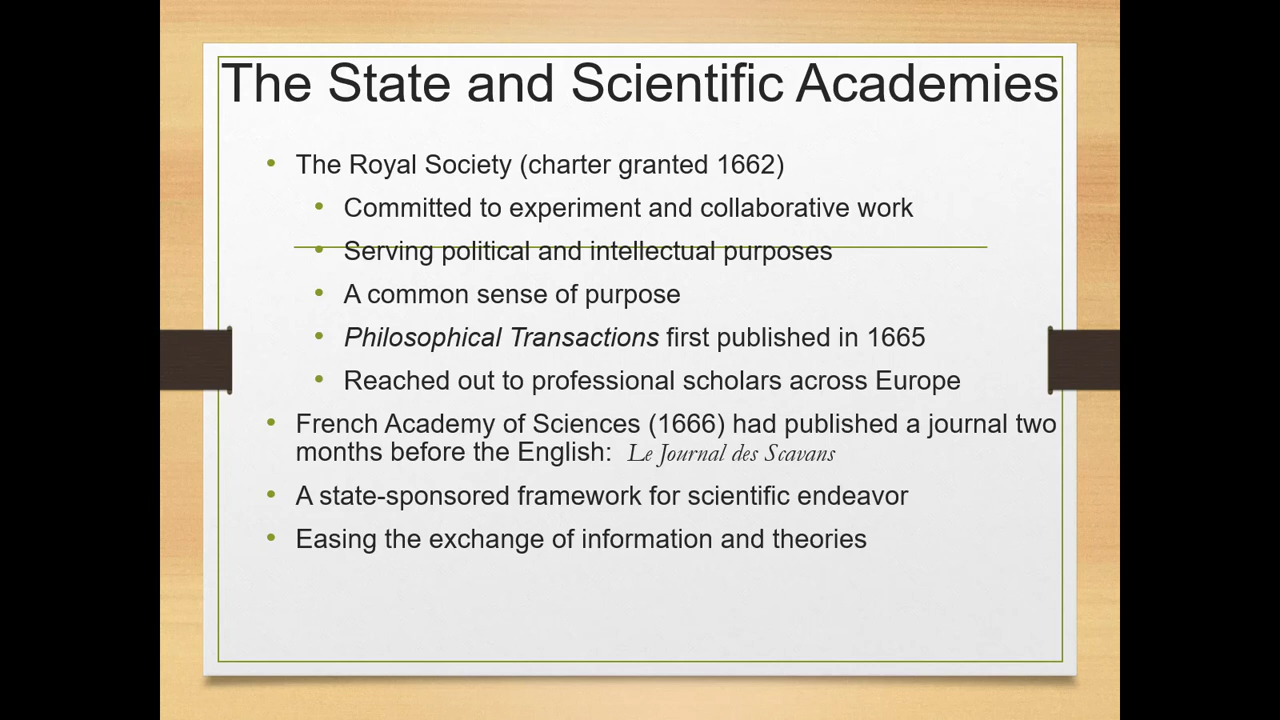 The State and Scientific Academies
• The Royal Society (charter granted 1662)
• Committed to experiment and collaborative work
• Serving political and intellectual purposes
• A common sense of purpose
• Philosophical Transactions first published in 1665
• Reached out to professional scholars across Europe
• French Academy of Sciences (1666) had published a journal two
months before the English: Le Journal des Scavans
• A state-sponsored framework for scientific endeavor
• Easing the exchange of information and theories